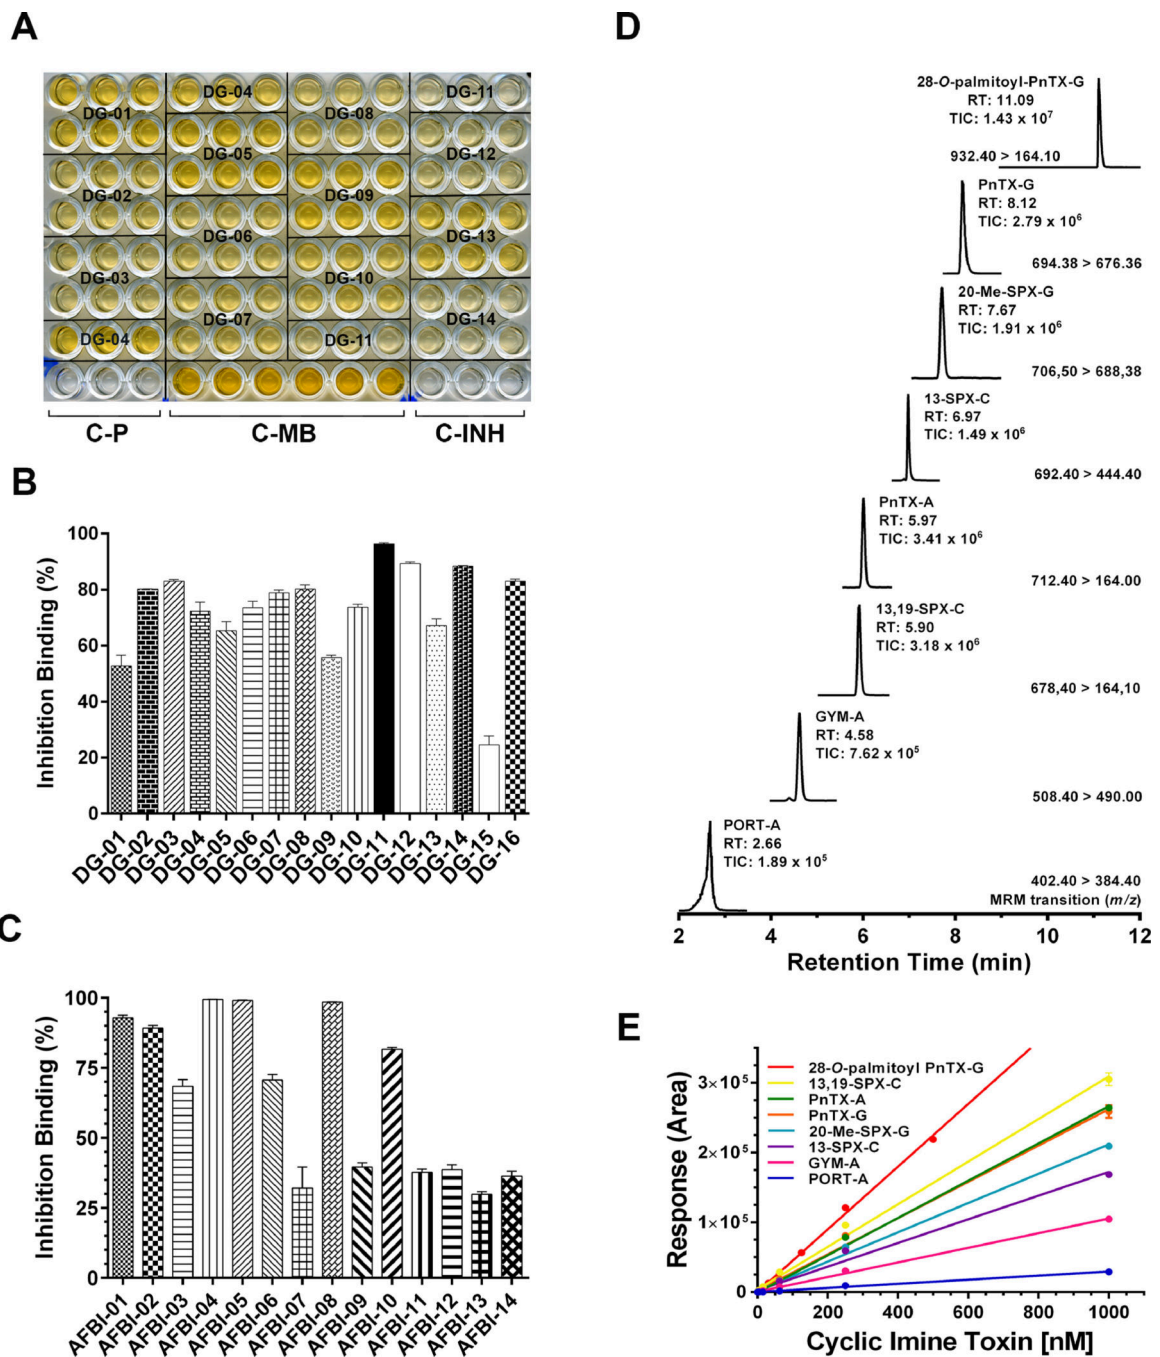 A
DG-04
DG-11
DG-01
DG-08
DG-05
DG-12
DG-02
DG-09
DG-06
DG-13
DG-03
DG-10
DG-07
DG-14
DG-04
DG-11
C-P
C-MB
C-INH
B
Inhibition Binding (%)
100
80
60
40
20
0
DG-01
DG-02
DG-03
DG-04
DG-05
DG-06
DG-07
DG-08
DG-09
DG-10
DG-11
DG-12
DG-13
DG-14
DG-15
DG-16
C
Inhibition Binding (%)
100
75
50
25
0
AFBI-01
AFBI-02
AFBI-03
AFBI-04
AFBI-05
AFBI-06
AFBI-07
AFBI-08
AFBI-09
AFBI-10
AFBI-11
AFBI-12
AFBI-13
AFBI-14
D
28-O-palmitoyl-PnTX-G
RT: 11.09
TIC: 1.43 x 10⁷
932.40 > 164.10
PnTX-G
RT: 8.12
TIC: 2.79 x 10⁶
694.38 > 676.36
20-Me-SPX-G
RT: 7.67
TIC: 1.91 x 10⁶
706,50 > 688,38
13-SPX-C
RT: 6.97
TIC: 1.49 x 10⁶
692.40 > 444.40
PnTX-A
RT: 5.97
TIC: 3.41 x 10⁶
712.40 > 164.00
13,19-SPX-C
RT: 5.90
TIC: 3.18 x 10⁶
678,40 > 164,10
GYM-A
RT: 4.58
TIC: 7.62 x 10⁵
508.40 > 490.00
PORT-A
RT: 2.66
TIC: 1.89 x 10⁵
402.40 > 384.40
MRM transition (m/z)
2 4 6 8 10 12
Retention Time (min)
E
Response (Area)
3×10⁵
2×10⁵
1×10⁵
0
28-O-palmitoyl PnTX-G
13,19-SPX-C
PnTX-A
PnTX-G
20-Me-SPX-G
13-SPX-C
GYM-A
PORT-A
0 200 400 600 800 1000
Cyclic Imine Toxin [nM]